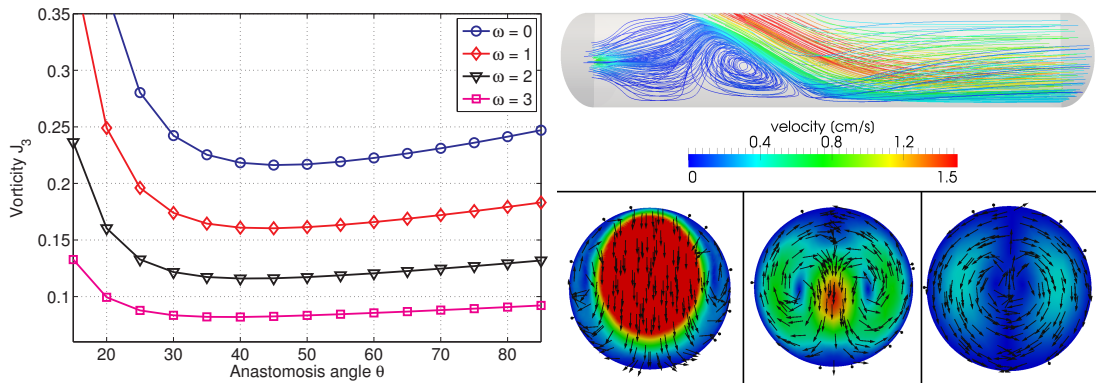 0.35
0.3
0.25
0.2
0.15
0.1
Vorticity J3
20
30
40
50
60
70
80
Anastomosis angle θ
ω = 0
ω = 1
ω = 2
ω = 3
velocity [cm/s]
0.4
0.8
1.2
0
1.5